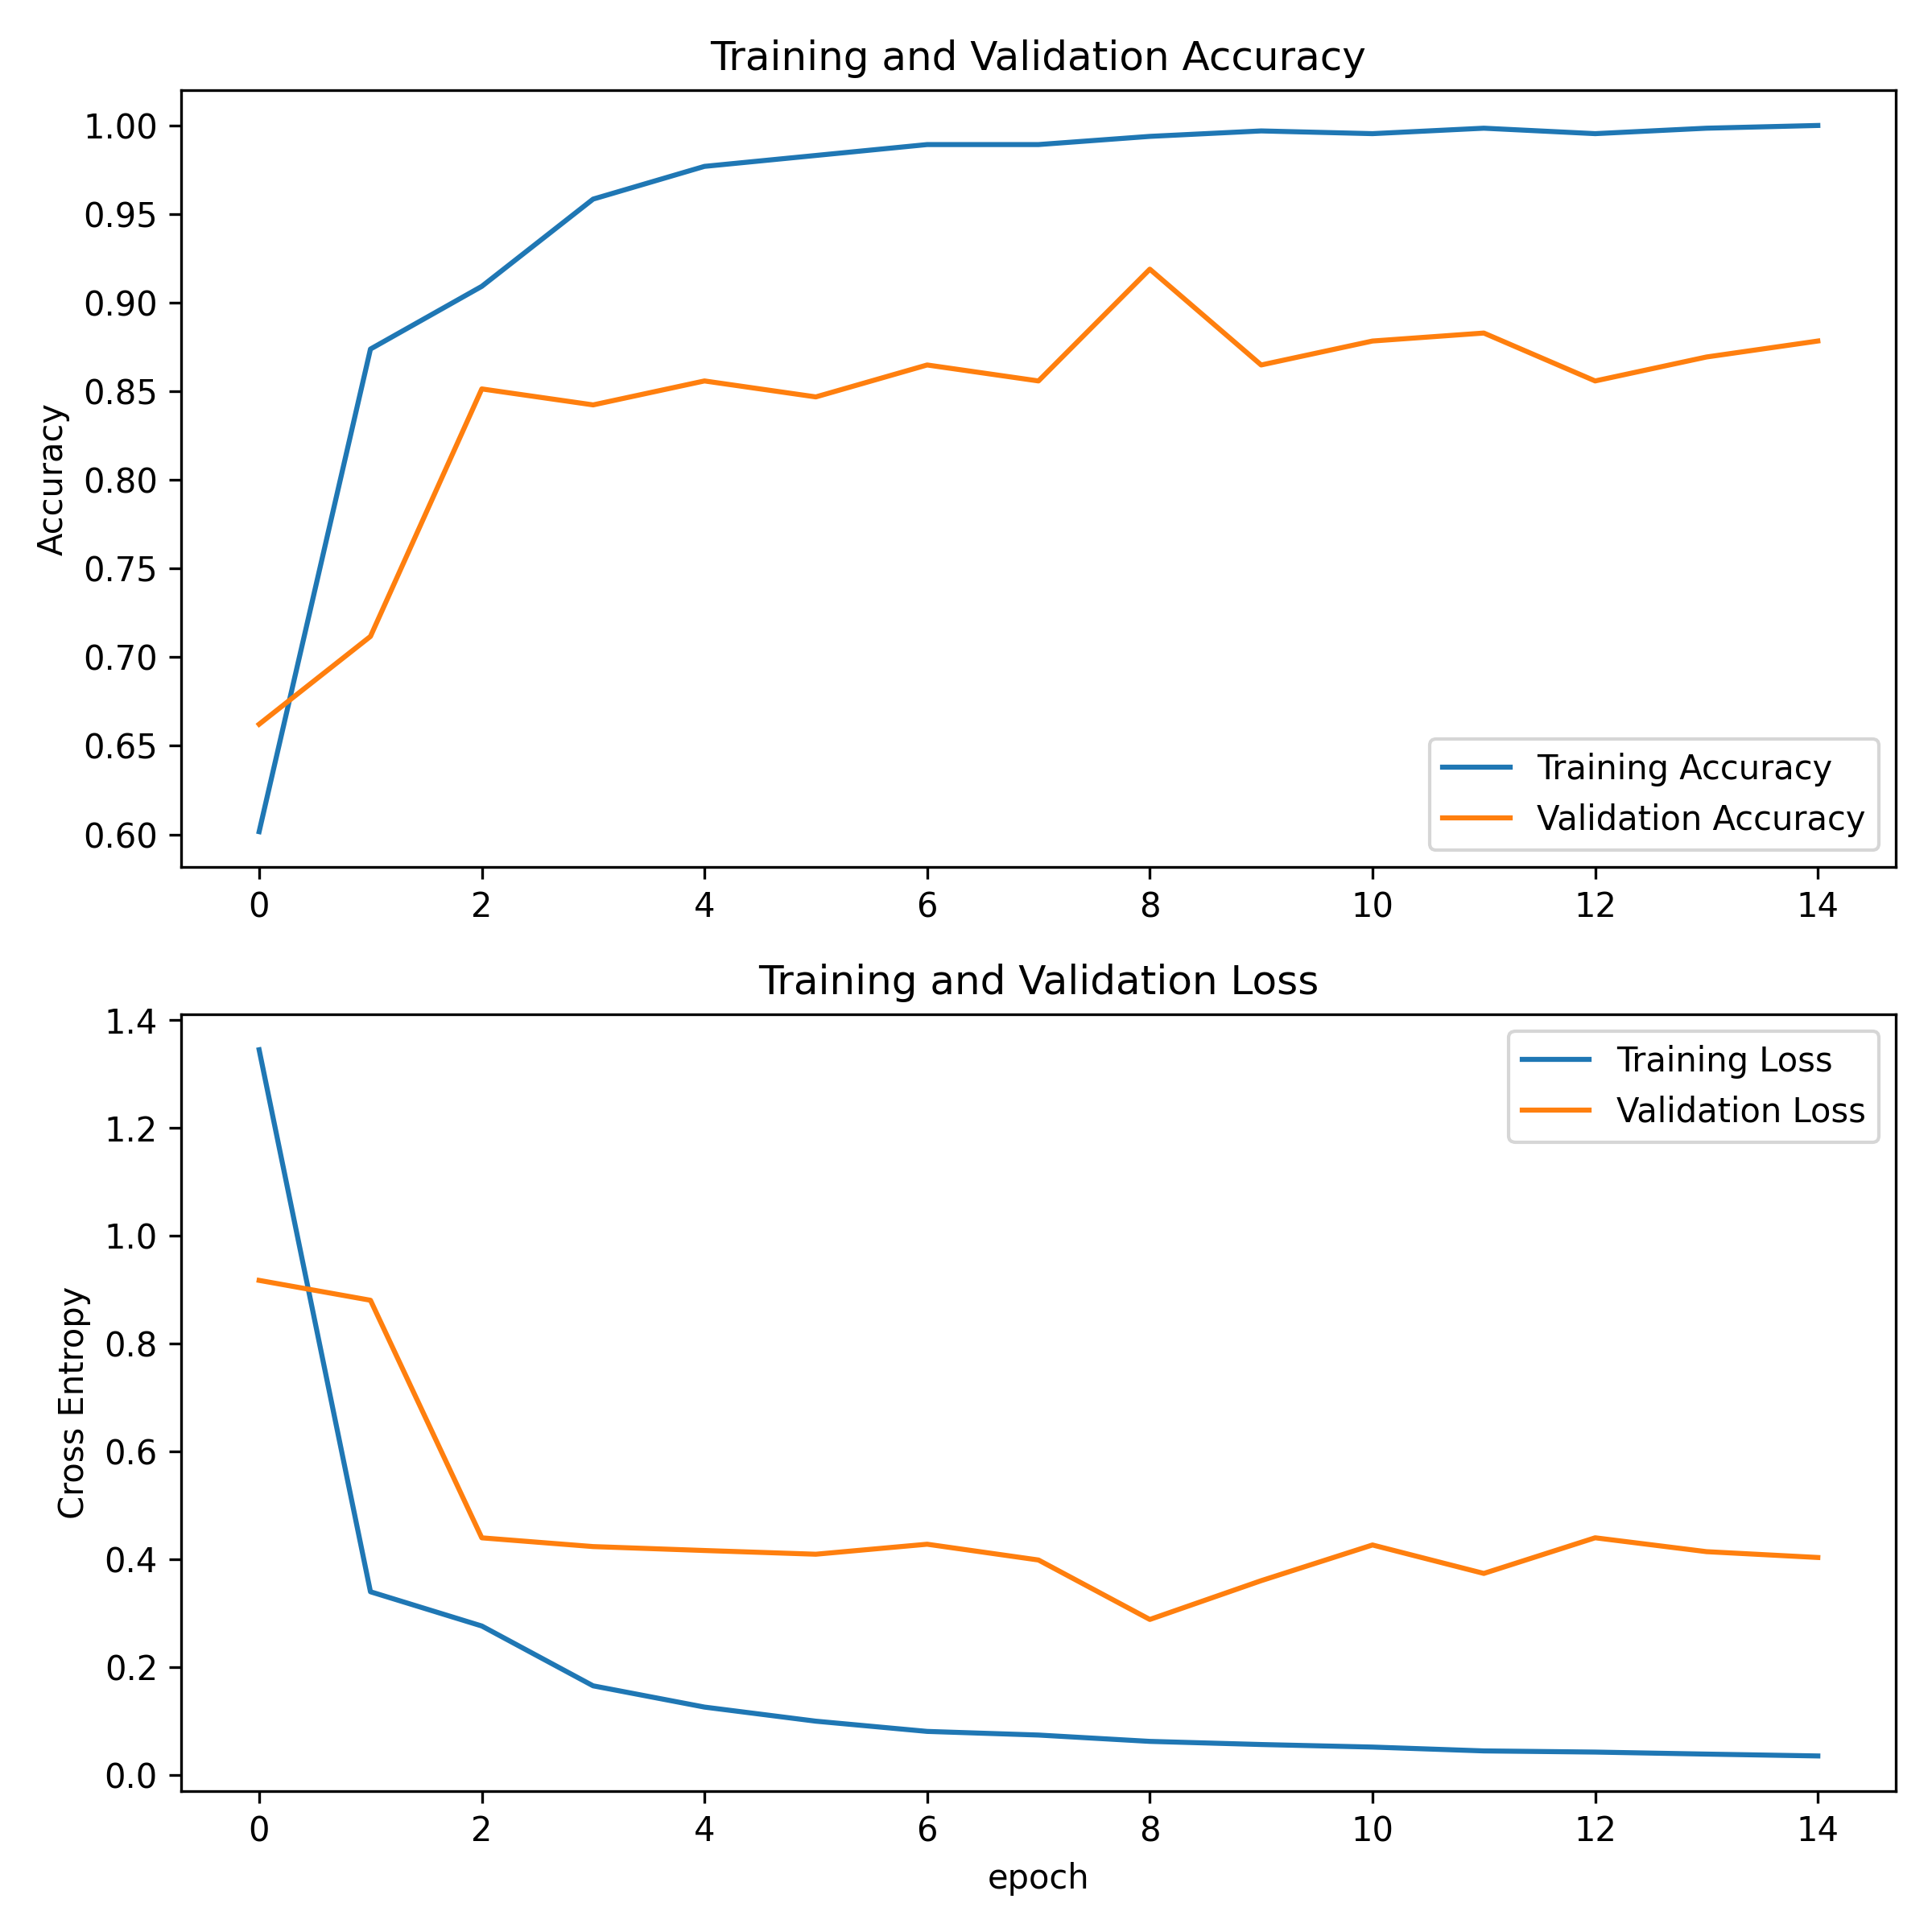 Training and Validation Accuracy
1.00
0.95
0.90
0.85
0.80
0.75
0.70
0.65
0.60
Accuracy
Training Accuracy
Validation Accuracy
0 2 4 6 8 10 12 14
Training and Validation Loss
1.4
1.2
1.0
0.8
0.6
0.4
0.2
0.0
Cross Entropy
Training Loss
Validation Loss
0 2 4 6 8 10 12 14
epoch